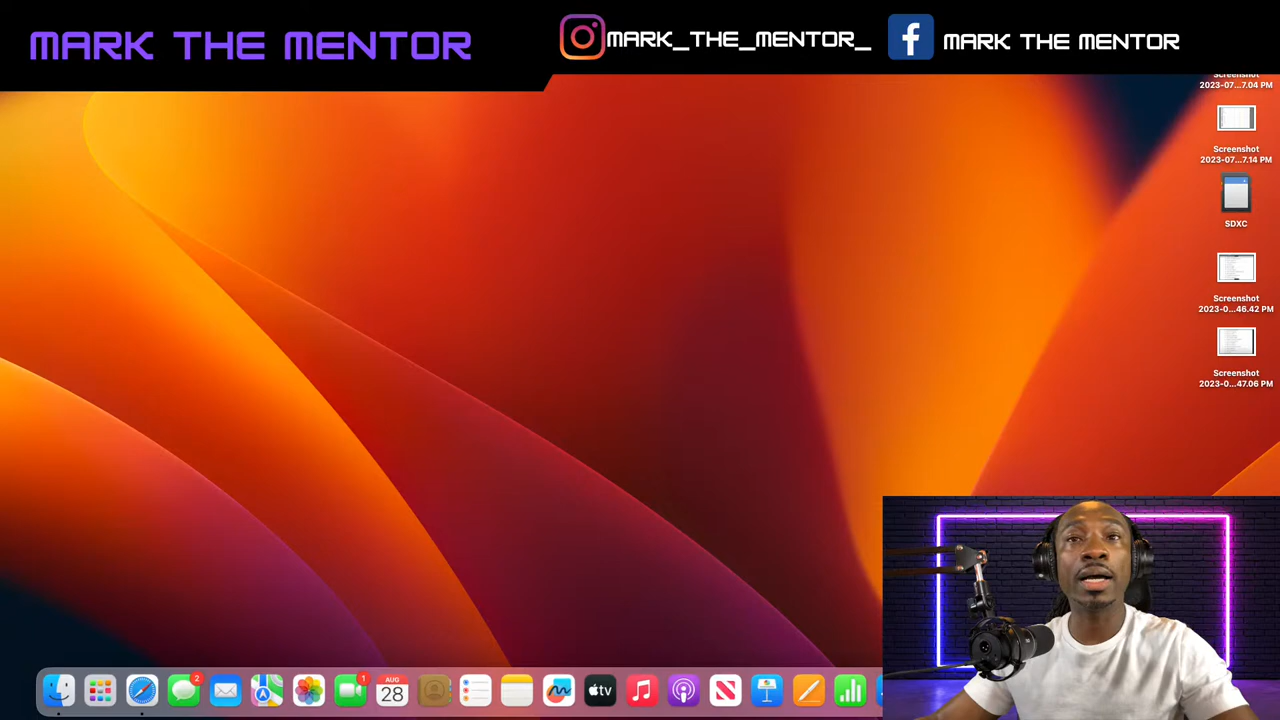 MARK THE MENTOR
MARK_THE_MENTOR_
MARK THE MENTOR
Screenshot
2023-07...7.04 PM
Screenshot
2023-07...7.14 PM
SDXC
Screenshot
2023-0...46.42 PM
Screenshot
2023-0...47.06 PM
2
1
AUG
28
tv